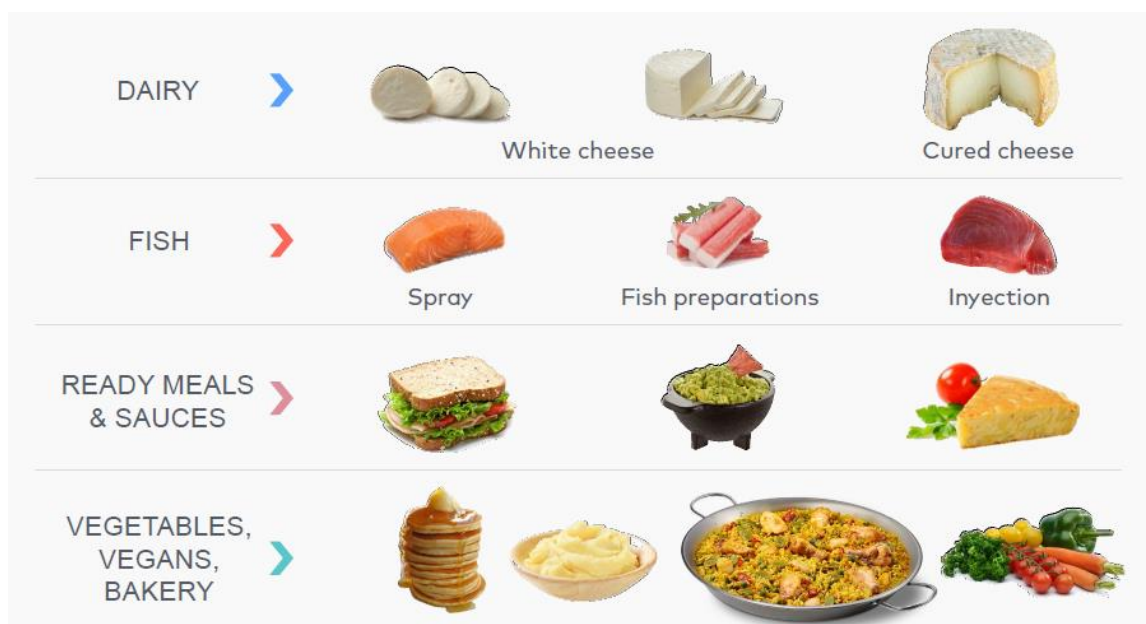 DAIRY
White cheese
Cured cheese
FISH
Spray
Fish preparations
Inyection
READY MEALS
& SAUCES
VEGETABLES,
VEGANS,
BAKERY